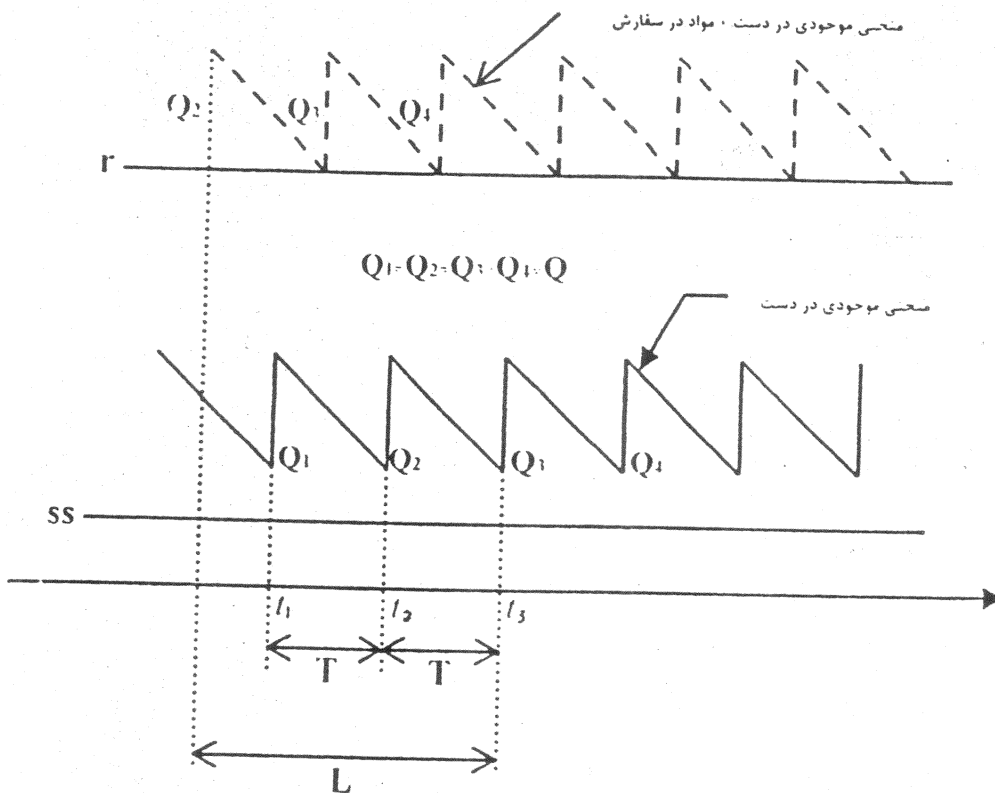 منحنی موجودی در دست + مواد در سفارش
Q2 Q3 Q4
r
Q1=Q2=Q3=Q4=Q
منحنی موجودی در دست
Q1 Q2 Q3 Q4
ss
t1 t2 t3
T T
L